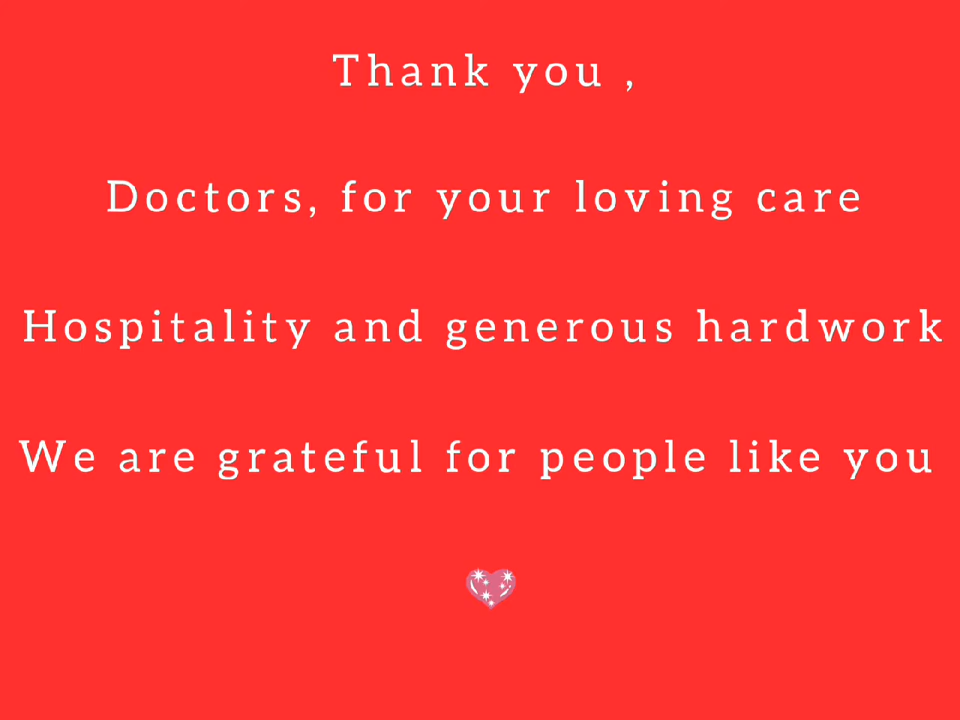 Thank you ,
Doctors, for your loving care
Hospitality and generous hardwork
We are grateful for people like you